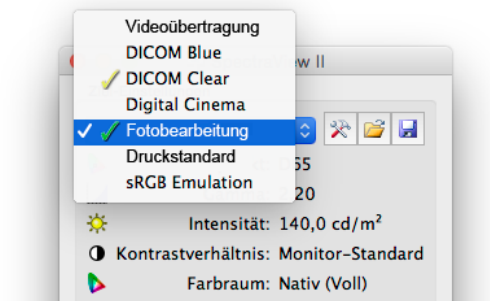 Videoübertragung
DICOM Blue
DICOM Clear
Digital Cinema
Fotobearbeitung
Druckstandard
sRGB Emulation
II
Intensität: 140,0 cd/m²
Kontrastverhältnis: Monitor-Standard
Farbraum: Nativ (Voll)